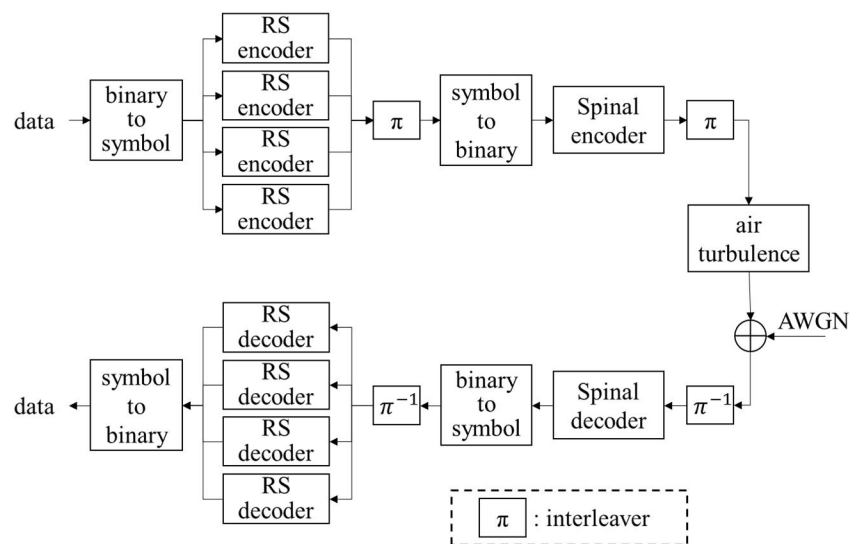 data
binary
to
symbol
RS
encoder
RS
encoder
RS
encoder
RS
encoder
π
symbol
to
binary
Spinal
encoder
π
air
turbulence
AWGN
π⁻¹
Spinal
decoder
binary
to
symbol
π⁻¹
RS
decoder
RS
decoder
RS
decoder
RS
decoder
symbol
to
binary
data
π : interleaver